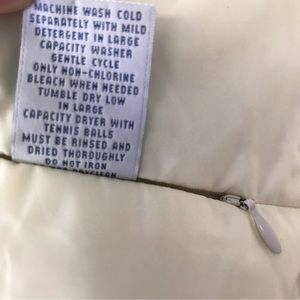 MACHINE WASH COLD
SEPARATELY WITH MILD
DETERGENT IN LARGE
CAPACITY WASHER
GENTLE CYCLE
ONLY NON-CHLORINE
BLEACH WHEN NEEDED
TUMBLE DRY LOW
IN LARGE
CAPACITY DRYER WITH
TENNIS BALLS
MUST BE RINSED AND
DRIED THOROUGHLY
DO NOT IRON
DRYCLEAN